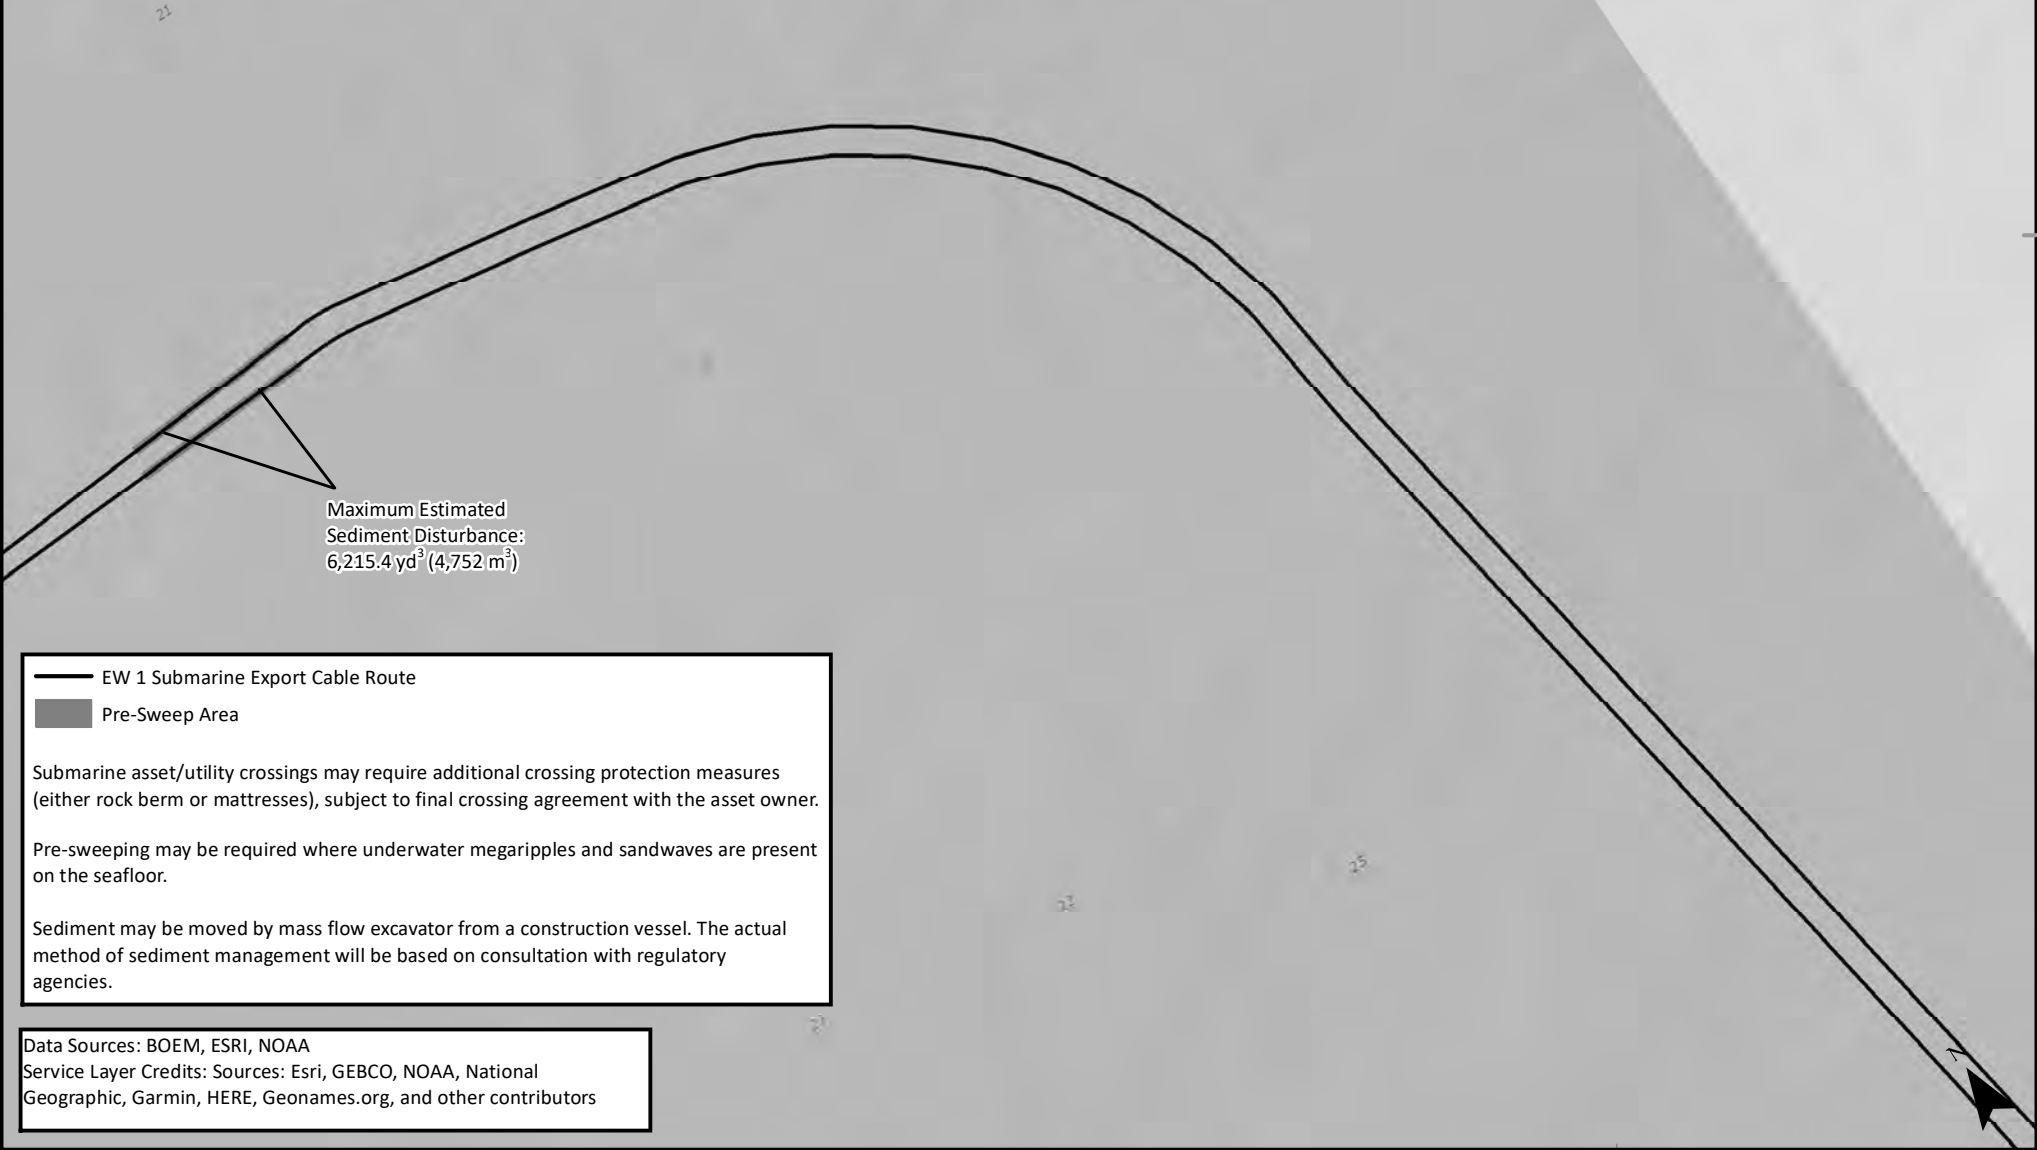 21
Maximum Estimated
Sediment Disturbance:
6,215.4 yd³ (4,752 m³)
EW 1 Submarine Export Cable Route
Pre-Sweep Area
Submarine asset/utility crossings may require additional crossing protection measures
(either rock berm or mattresses), subject to final crossing agreement with the asset owner.
Pre-sweeping may be required where underwater megaripples and sandwaves are present
on the seafloor.
Sediment may be moved by mass flow excavator from a construction vessel. The actual
method of sediment management will be based on consultation with regulatory
agencies.
Data Sources: BOEM, ESRI, NOAA
Service Layer Credits: Sources: Esri, GEBCO, NOAA, National
Geographic, Garmin, HERE, Geonames.org, and other contributors
N